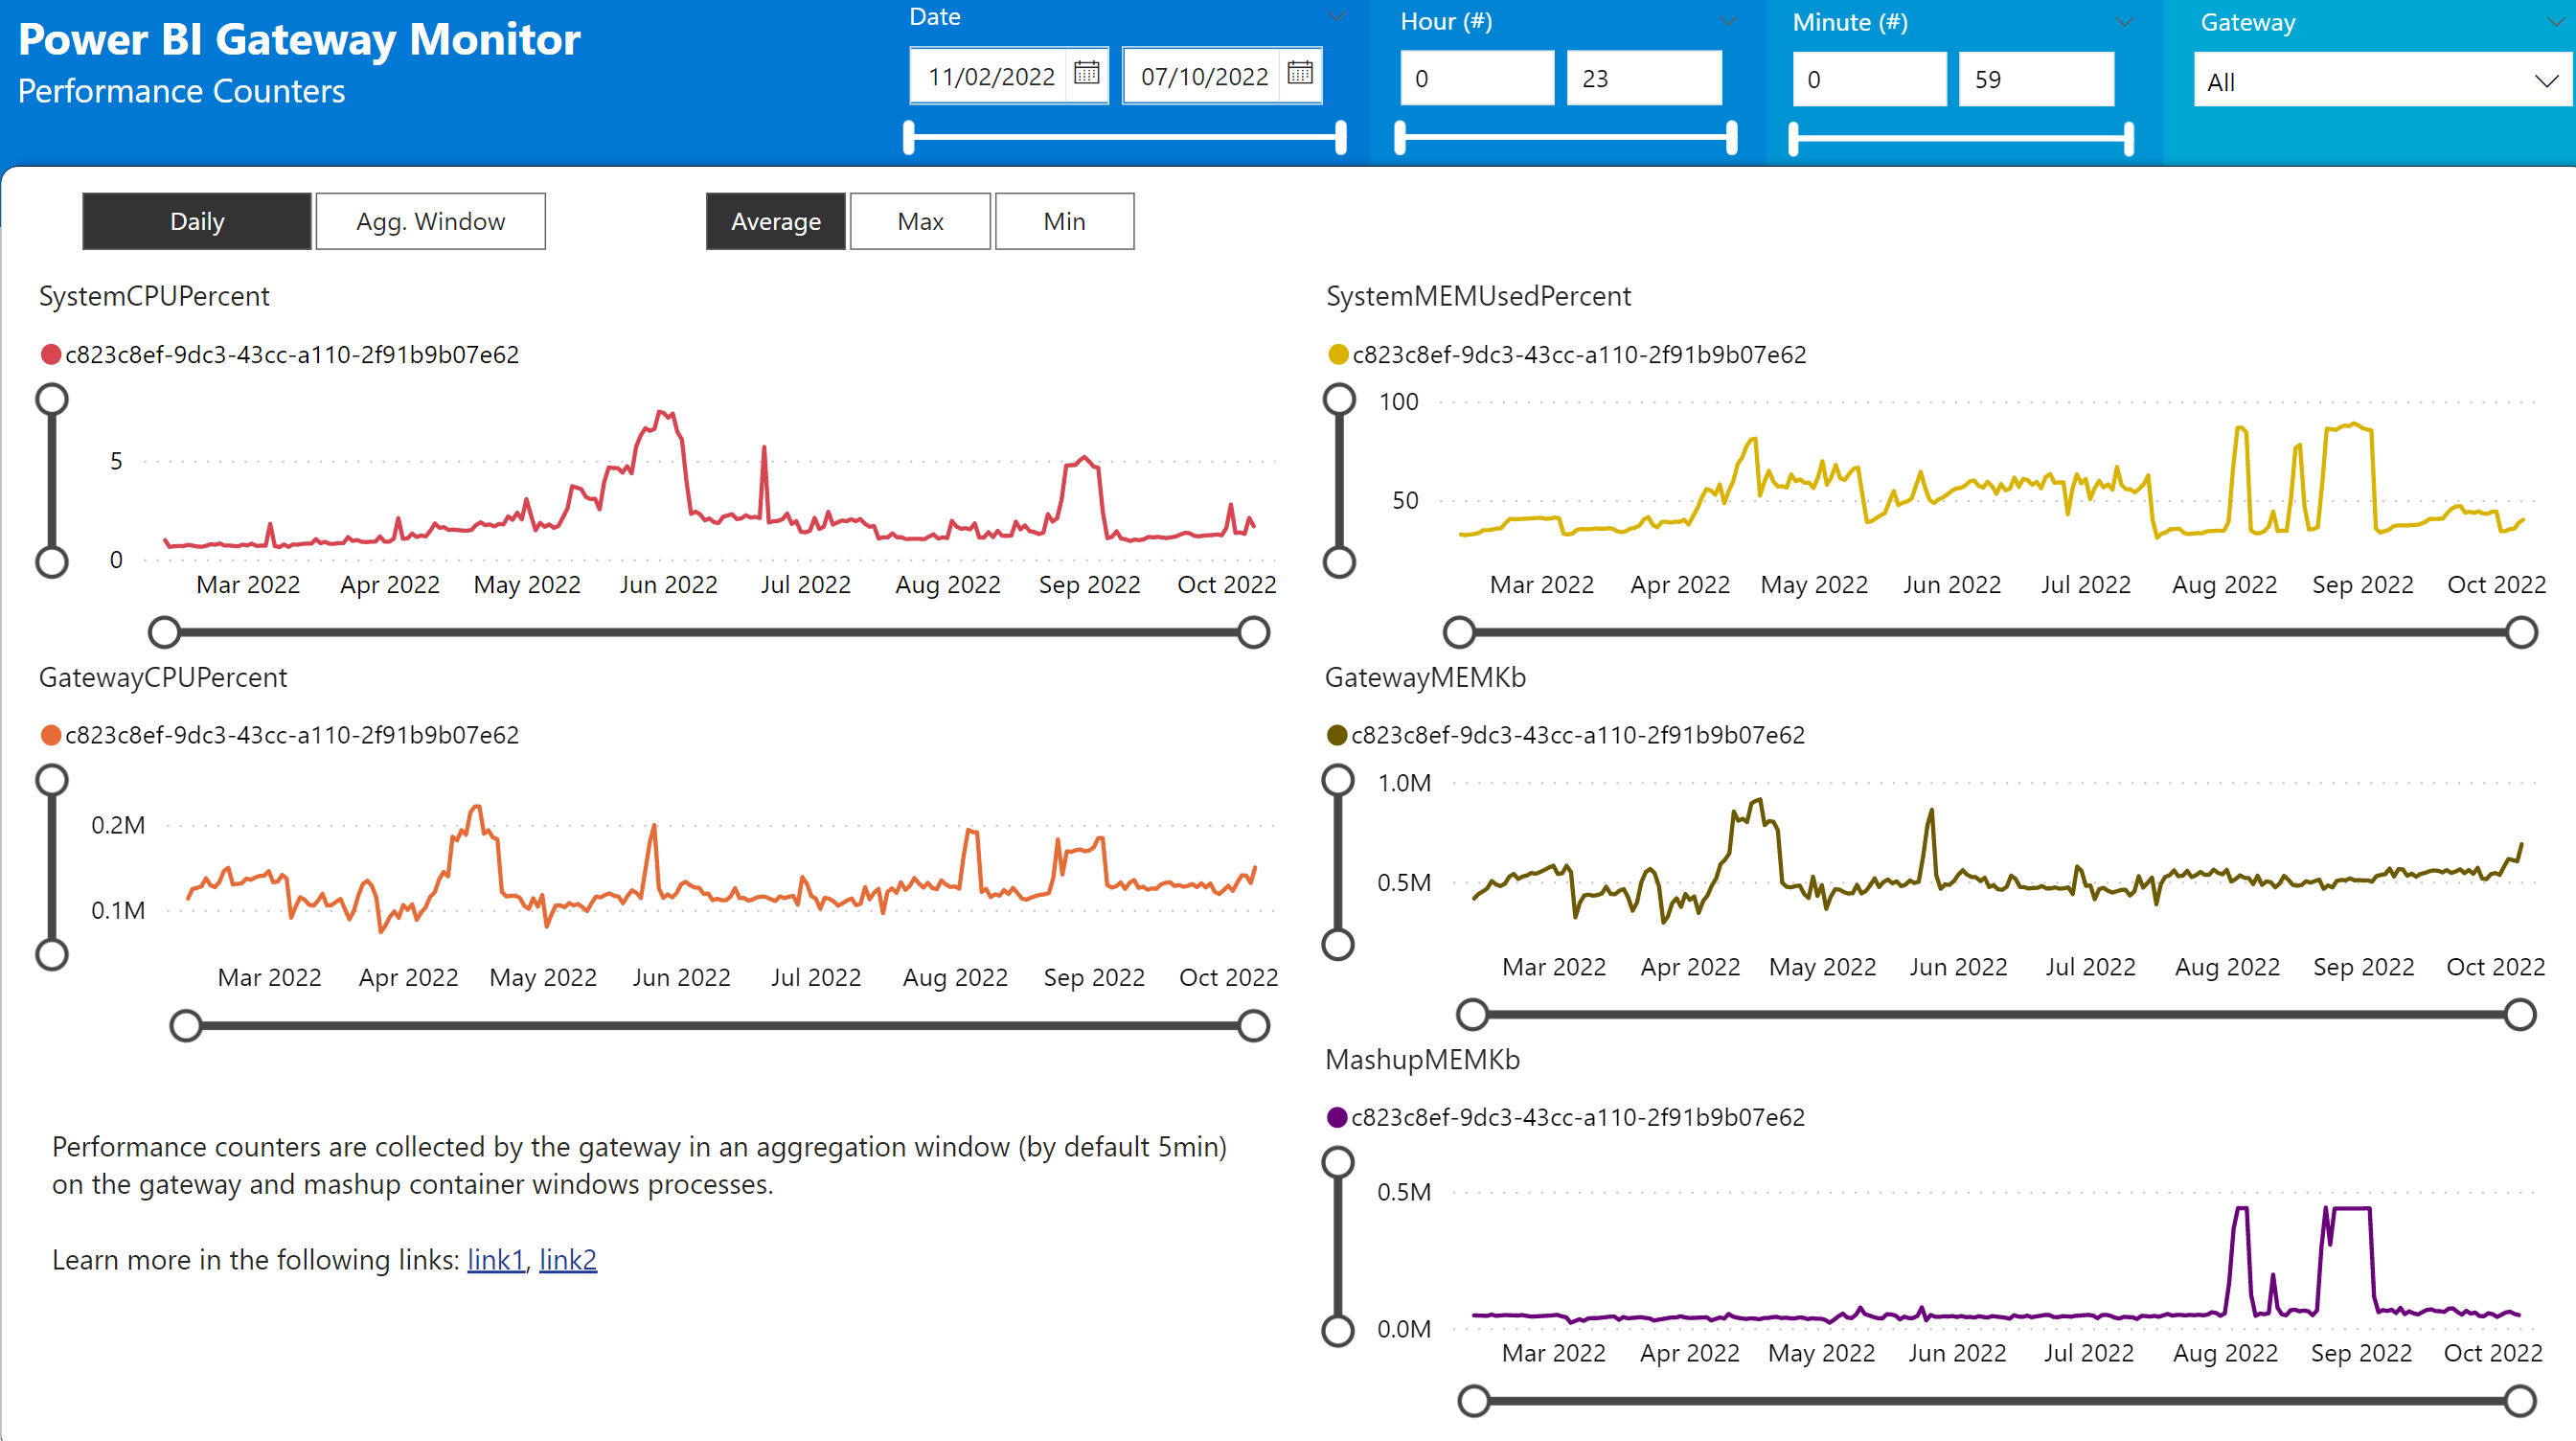 Power BI Gateway Monitor
Performance Counters
Date
11/02/2022 07/10/2022
Hour (#)
0 23
Minute (#)
0 59
Gateway
All
Daily Agg. Window Average Max Min
SystemCPUPercent
c823c8ef-9dc3-43cc-a110-2f91b9b07e62
5
0
Mar 2022 Apr 2022 May 2022 Jun 2022 Jul 2022 Aug 2022 Sep 2022 Oct 2022
SystemMEMUsedPercent
c823c8ef-9dc3-43cc-a110-2f91b9b07e62
100
50
Mar 2022 Apr 2022 May 2022 Jun 2022 Jul 2022 Aug 2022 Sep 2022 Oct 2022
GatewayCPUPercent
c823c8ef-9dc3-43cc-a110-2f91b9b07e62
0.2M
0.1M
Mar 2022 Apr 2022 May 2022 Jun 2022 Jul 2022 Aug 2022 Sep 2022 Oct 2022
GatewayMEMKb
c823c8ef-9dc3-43cc-a110-2f91b9b07e62
1.0M
0.5M
Mar 2022 Apr 2022 May 2022 Jun 2022 Jul 2022 Aug 2022 Sep 2022 Oct 2022
MashupMEMKb
c823c8ef-9dc3-43cc-a110-2f91b9b07e62
0.5M
0.0M
Mar 2022 Apr 2022 May 2022 Jun 2022 Jul 2022 Aug 2022 Sep 2022 Oct 2022
Performance counters are collected by the gateway in an aggregation window (by default 5min)
on the gateway and mashup container windows processes.
Learn more in the following links: link1, link2